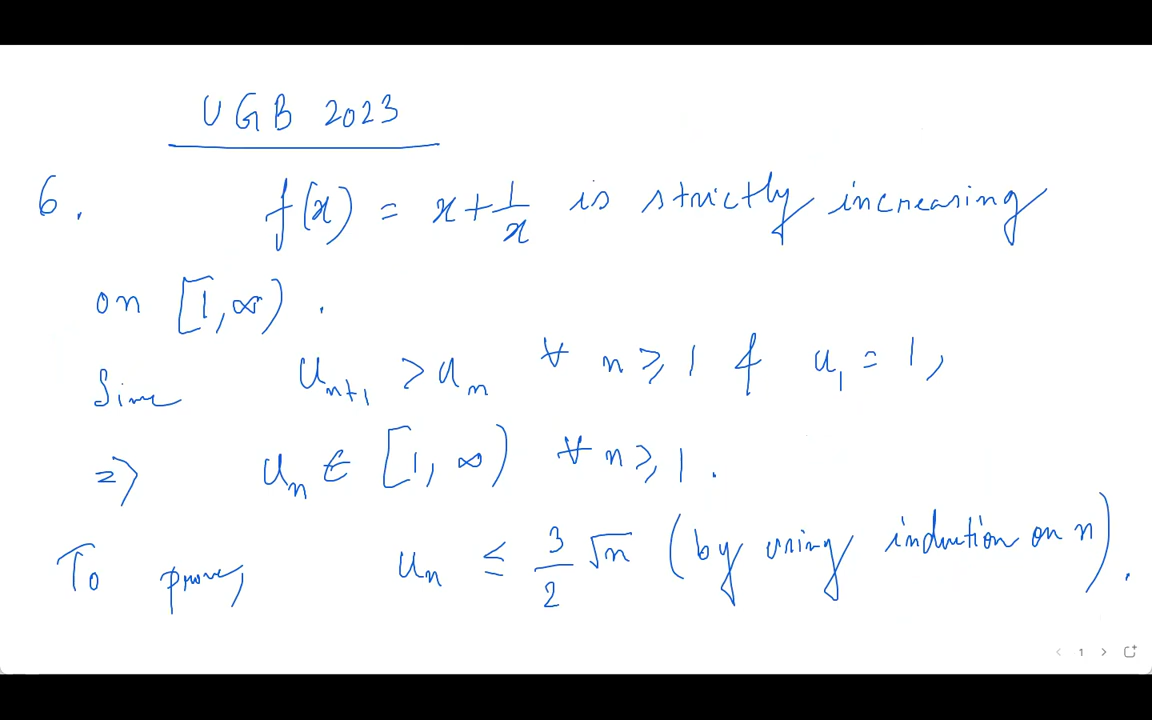 UGB 2023
6. f(x) = x + 1/x is strictly increasing
on [1, ∞).
Since u_{n+1} > u_n ∀ n ≥ 1 & u_1 = 1,
=> u_n ∈ [1, ∞) ∀ n ≥ 1.
To prove, u_n ≤ 3/2 √n (by using induction on n).
1